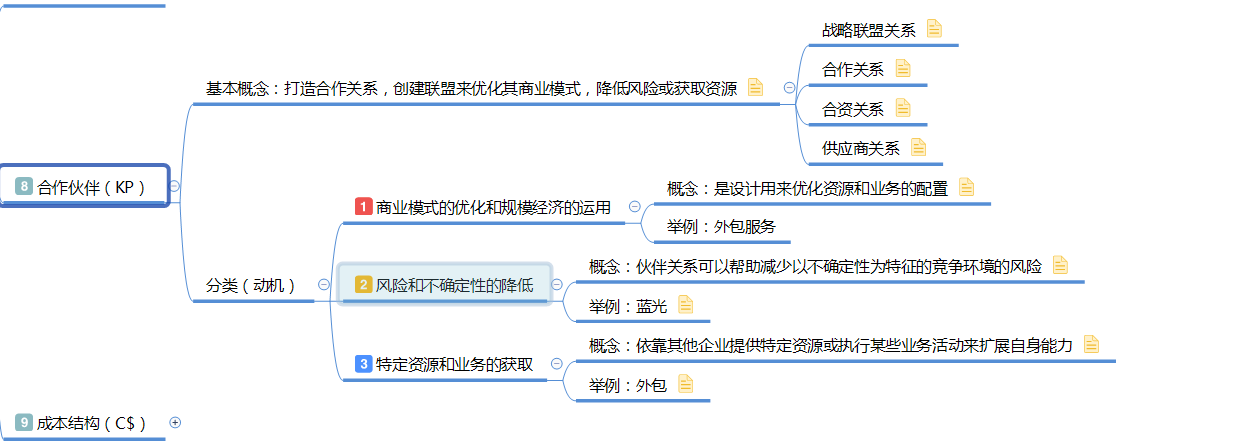 8 合作伙伴（KP）
基本概念：打造合作关系，创建联盟来优化其商业模式，降低风险或获取资源
战略联盟关系
合作关系
合资关系
供应商关系
分类（动机）
1 商业模式的优化和规模经济的运用
概念：是设计用来优化资源和业务的配置
举例：外包服务
2 风险和不确定性的降低
概念：伙伴关系可以帮助减少以不确定性为特征的竞争环境的风险
举例：蓝光
3 特定资源和业务的获取
概念：依靠其他企业提供特定资源或执行某些业务活动来扩展自身能力
举例：外包
9 成本结构（C$）